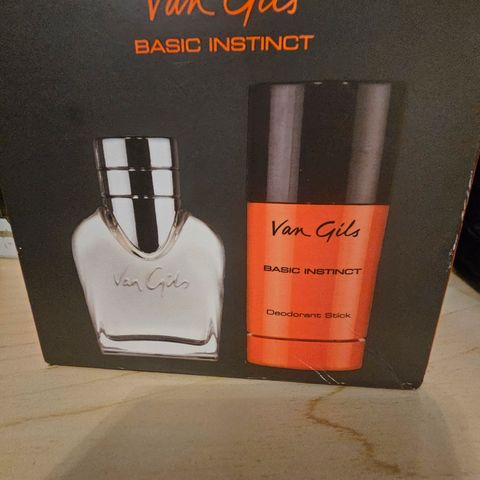 Van Gils
BASIC INSTINCT
Van Gils
Van Gils
BASIC INSTINCT
Deodorant Stick